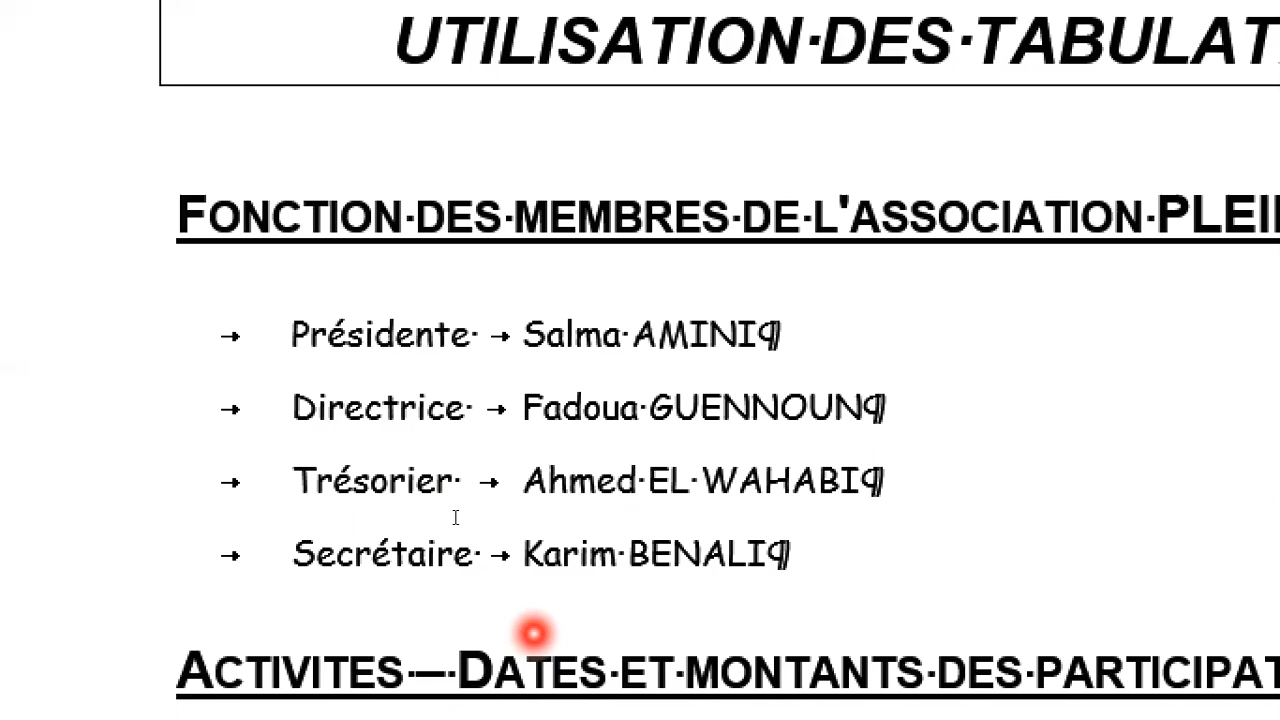 UTILISATION·DES·TABULAT
FONCTION·DES·MEMBRES·DE·L'ASSOCIATION·PLEI
→ Présidente· → Salma·AMINI¶
→ Directrice· → Fadoua·GUENNOUN¶
→ Trésorier· → Ahmed·EL·WAHABI¶
→ Secrétaire· → Karim·BENALI¶
ACTIVITES·–·DATES·ET·MONTANTS·DES·PARTICIPAT